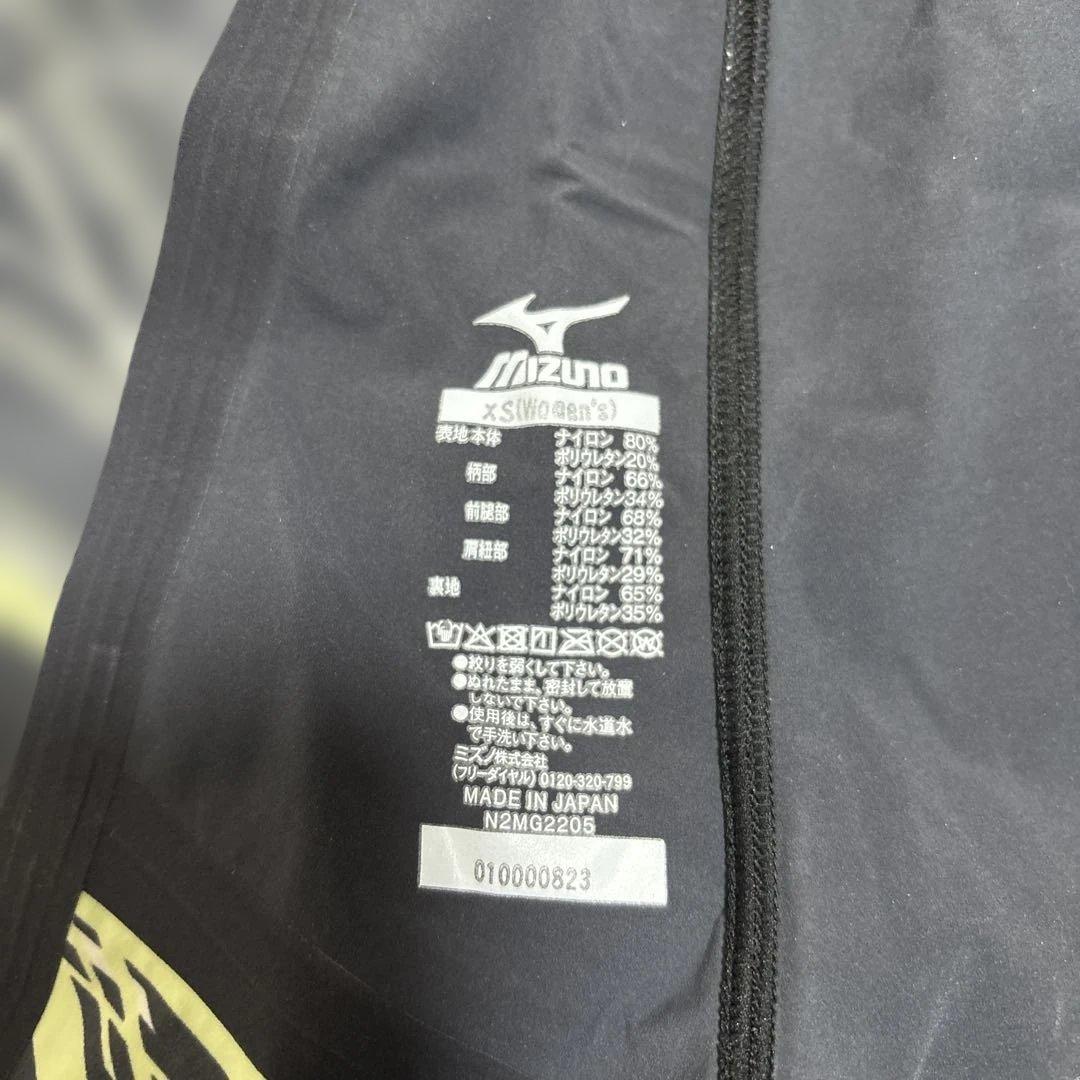 MIZUNO
XS(Women's)
表地 本体 ナイロン 80%
ポリウレタン20%
柄部 ナイロン 66%
ポリウレタン34%
前腿部 ナイロン 68%
ポリウレタン32%
肩紐部 ナイロン 71%
ポリウレタン29%
裏地 ナイロン 65%
ポリウレタン35%
●絞りを弱くして下さい。
●ぬれたまま、密封して放置
しないで下さい。
●使用後は、すぐに水道水
で手洗い下さい。
ミズノ株式会社
(フリーダイヤル) 0120-320-799
MADE IN JAPAN
N2MG2205
010000823